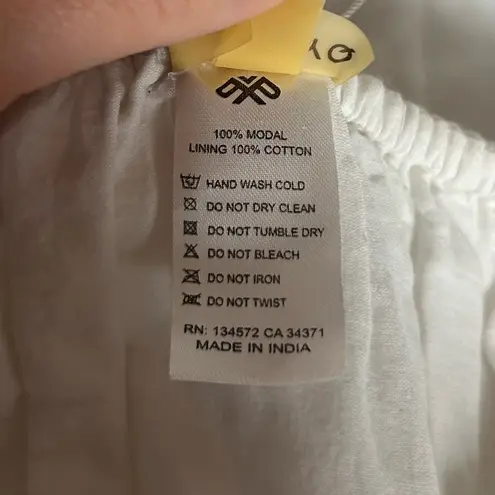 100% MODAL
LINING 100% COTTON
HAND WASH COLD
DO NOT DRY CLEAN
DO NOT TUMBLE DRY
DO NOT BLEACH
DO NOT IRON
DO NOT TWIST
RN: 134572 CA 34371
MADE IN INDIA